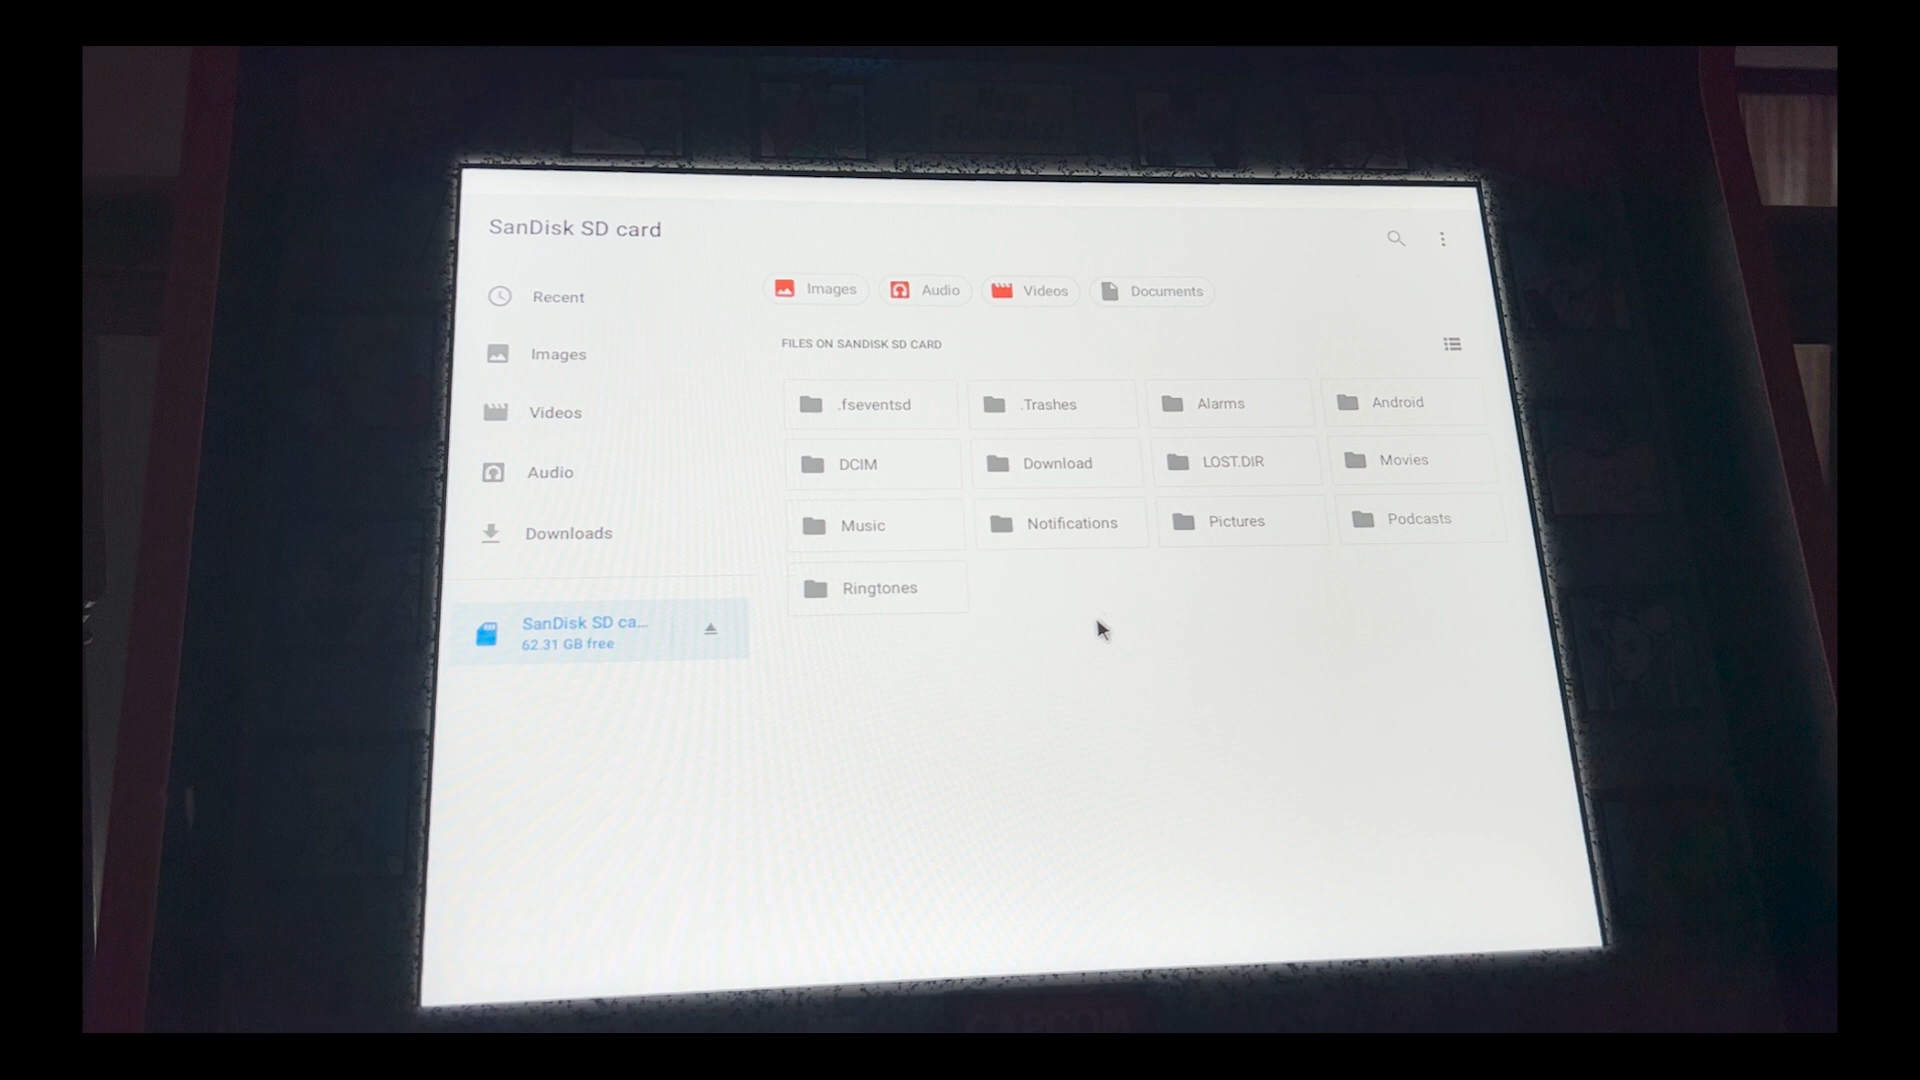 New
SanDisk SD card
Recent
Images
Videos
Audio
Downloads
SanDisk SD ca...
62.31 GB free
Images
Audio
Videos
Documents
FILES ON SANDISK SD CARD
.fseventsd
.Trashes
Alarms
Android
DCIM
Download
LOST.DIR
Movies
Music
Notifications
Pictures
Podcasts
Ringtones
CAPCOM